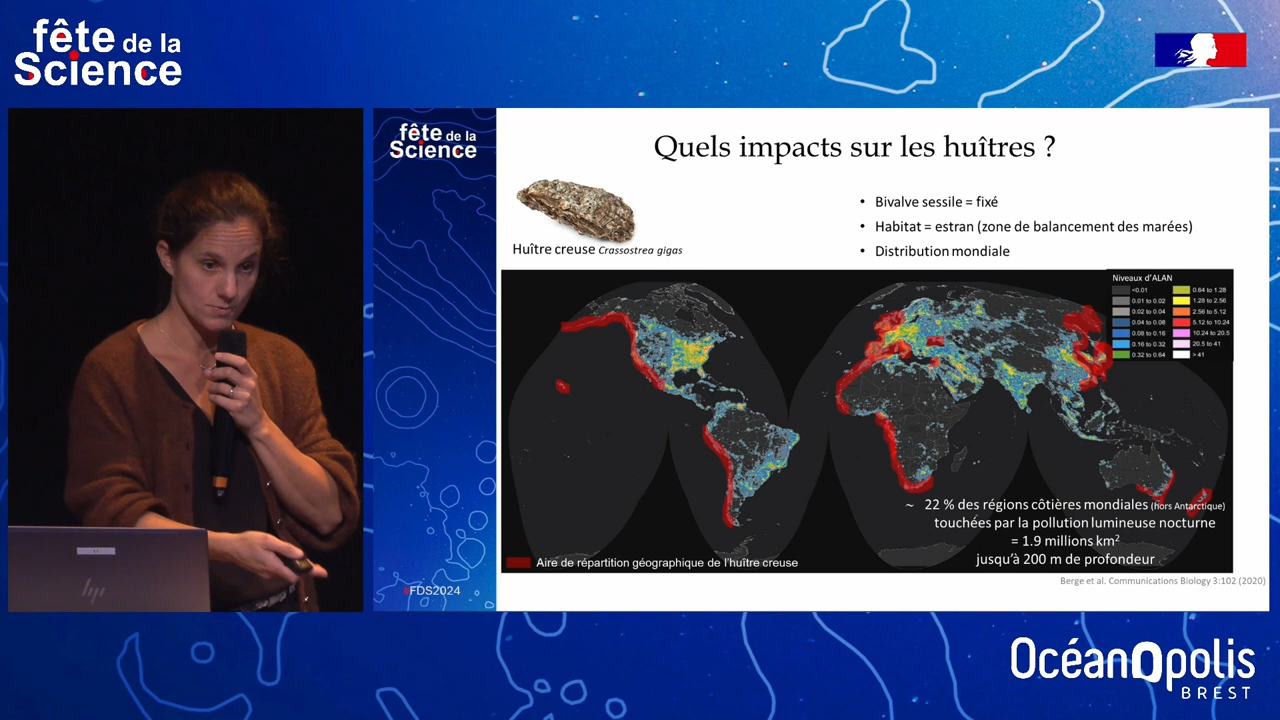 fête de la
Science
fête de la
Science
Quels impacts sur les huîtres ?
• Bivalve sessile = fixé
• Habitat = estran (zone de balancement des marées)
• Distribution mondiale
Huître creuse Crassostrea gigas
Niveaux d'ALAN
<0.01
0.01 to 0.02
0.02 to 0.04
0.04 to 0.08
0.08 to 0.16
0.16 to 0.32
0.32 to 0.64
0.64 to 1.28
1.28 to 2.56
2.56 to 5.12
5.12 to 10.24
10.24 to 20.5
20.5 to 41
> 41
~ 22 % des régions côtières mondiales (hors Antarctique)
touchées par la pollution lumineuse nocturne
= 1.9 millions km²
jusqu'à 200 m de profondeur
Aire de répartition géographique de l'huître creuse
Berge et al. Communications Biology 3:102 (2020)
#FDS2024
hp
OcéanOpolis
BREST